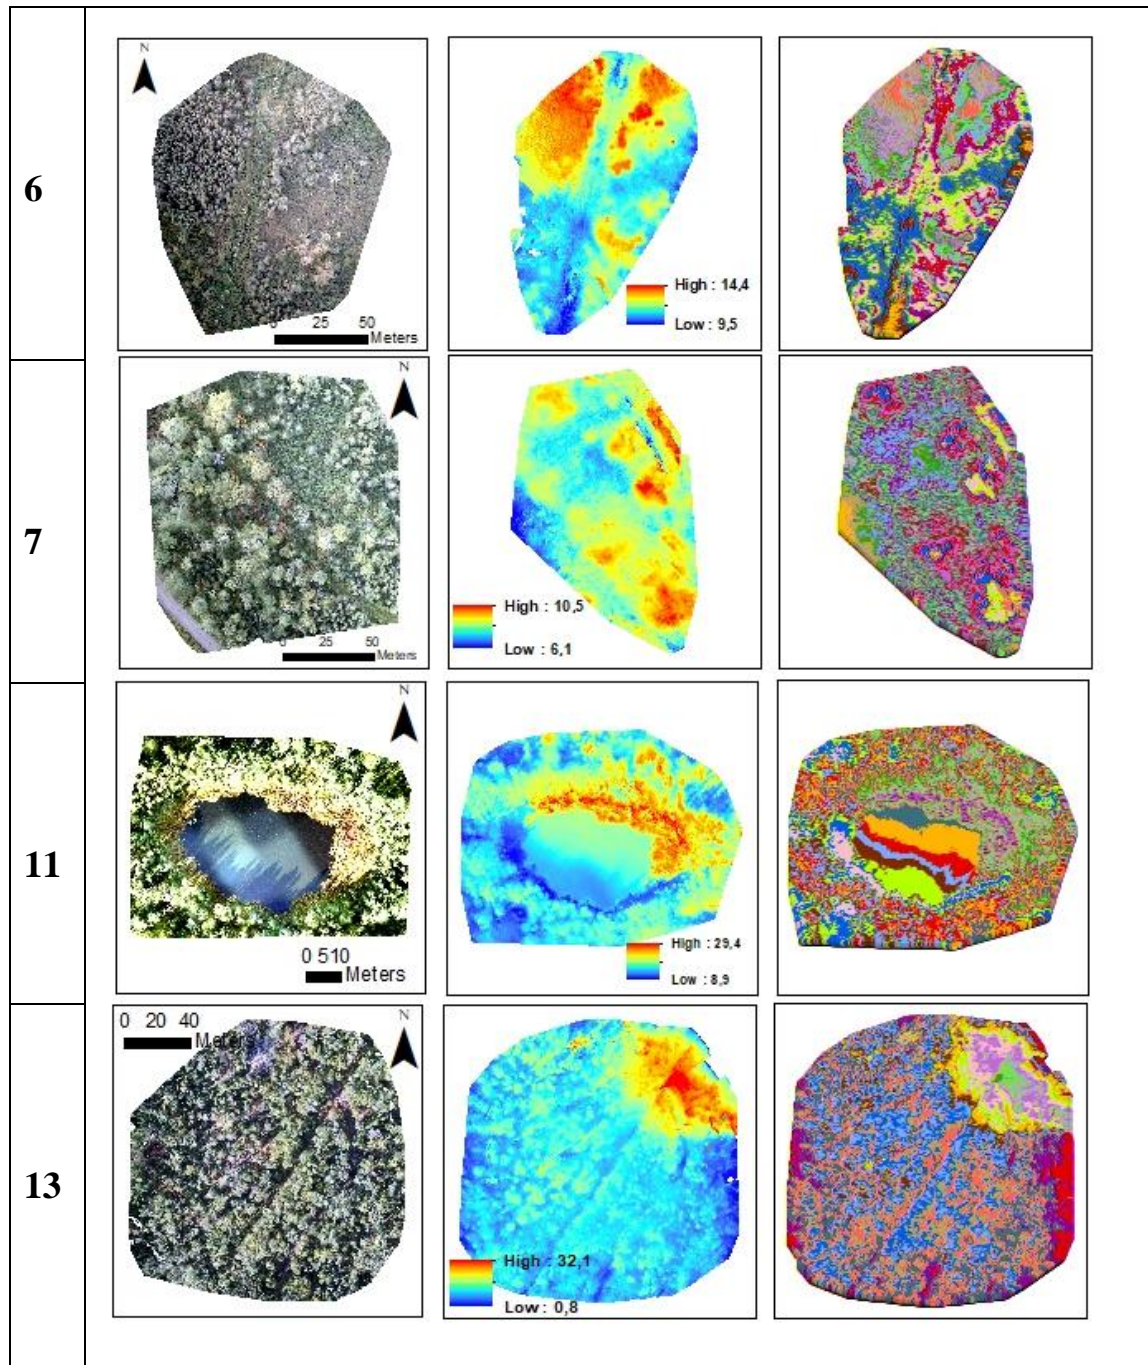 6
N
0 25 50
Meters
High : 14,4
Low : 9,5
7
N
0 25 50
Meters
High : 10,5
Low : 6,1
11
N
0 510
Meters
High : 29,4
Low : 8,9
13
0 20 40
Meters
N
High : 32,1
Low : 0,8